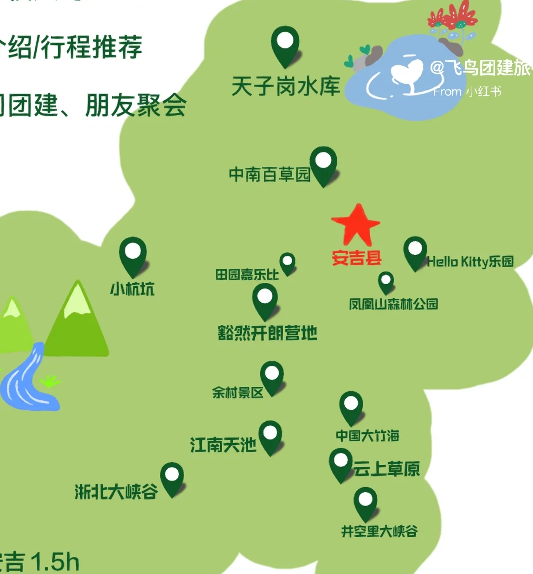 介绍/行程推荐
团建、朋友聚会
@飞鸟团建旅
From 小红书
天子岗水库
中南百草园
安吉县
Hello Kitty乐园
田园嘉乐比
小杭坑
凤凰山森林公园
豁然开朗营地
余村景区
中国大竹海
江南天池
云上草原
浙北大峡谷
井空里大峡谷
安吉 1.5h